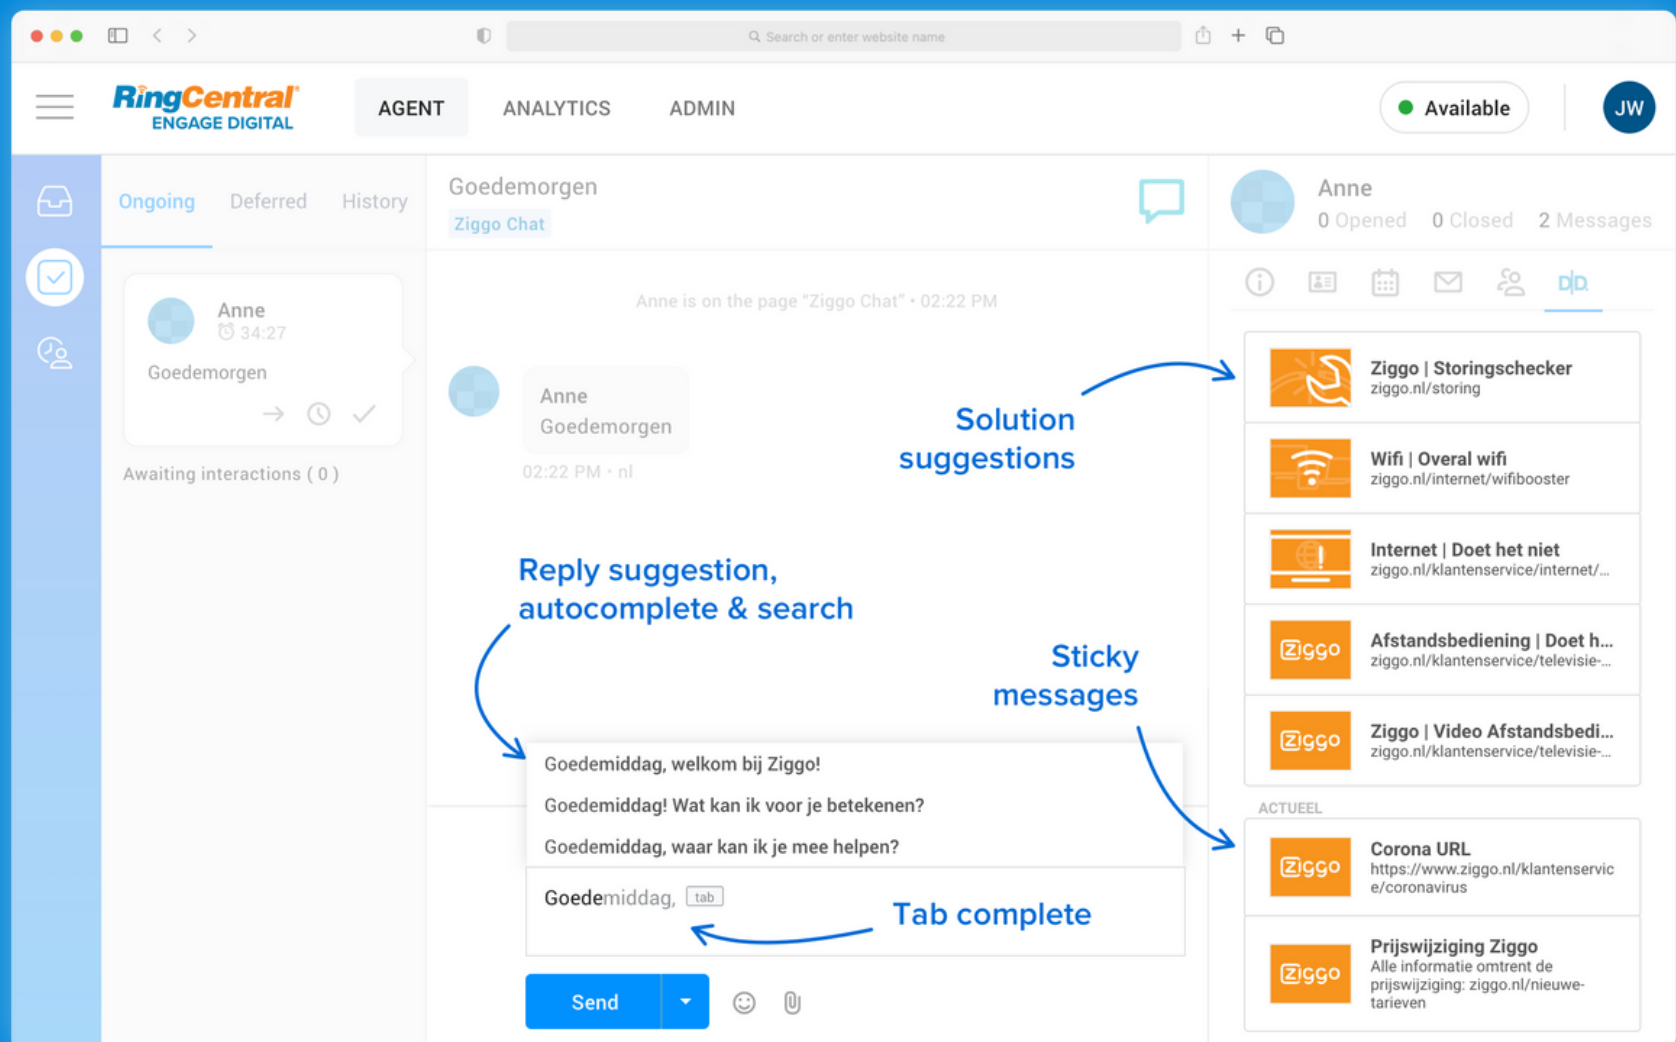 Search or enter website name
RingCentral®
ENGAGE DIGITAL
AGENT
ANALYTICS
ADMIN
Available
JW
Ongoing
Deferred
History
Anne
34:27
Goedemorgen
Awaiting interactions ( 0 )
Goedemorgen
Ziggo Chat
Anne is on the page “Ziggo Chat” • 02:22 PM
Anne
Goedemorgen
02:22 PM • nl
Solution
suggestions
Reply suggestion,
autocomplete & search
Sticky
messages
Goedemiddag, welkom bij Ziggo!
Goedemiddag! Wat kan ik voor je betekenen?
Goedemiddag, waar kan ik je mee helpen?
Goedemiddag, tab
Tab complete
Send
Anne
0 Opened 0 Closed 2 Messages
D|D.
Ziggo | Storingschecker
ziggo.nl/storing
Wifi | Overal wifi
ziggo.nl/internet/wifibooster
Internet | Doet het niet
ziggo.nl/klantenservice/internet/...
ziggo
Afstandsbediening | Doet h...
ziggo.nl/klantenservice/televisie-...
ziggo
Ziggo | Video Afstandsbedi...
ziggo.nl/klantenservice/televisie-...
ACTUEEL
ziggo
Corona URL
https://www.ziggo.nl/klantenservic
e/coronavirus
ziggo
Prijswijziging Ziggo
Alle informatie omtrent de
prijswijziging: ziggo.nl/nieuwe-
tarieven